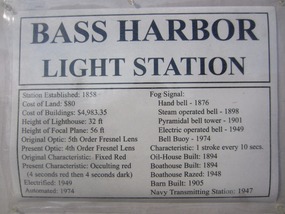 BASS HARBOR
LIGHT STATION
Station Established: 1858
Cost of Land: $80
Cost of Buildings: $4,983.35
Height of Lighthouse: 32 ft
Height of Focal Plane: 56 ft
Original Optic: 5th Order Fresnel Lens
Present Optic: 4th Order Fresnel Lens
Original Characteristic: Fixed Red
Present Characteristic: Occulting red
(4 seconds red then 4 seconds dark)
Electrified: 1949
Automated: 1974
Fog Signal:
Hand bell - 1876
Steam operated bell - 1898
Pyramidal bell tower - 1901
Electric operated bell - 1949
Bell Buoy - 1974
Characteristic: 1 stroke every 10 secs.
Oil-House Built: 1894
Boathouse Built: 1894
Boathouse Razed: 1948
Barn Built: 1905
Navy Transmitting Station: 1947